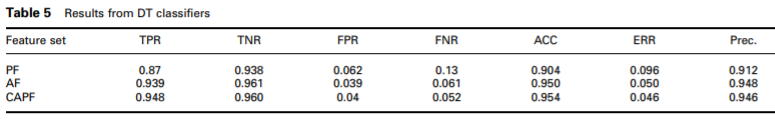 Table 5 Results from DT classifiers
Feature set TPR TNR FPR FNR ACC ERR Prec.
PF 0.87 0.938 0.062 0.13 0.904 0.096 0.912
AF 0.939 0.961 0.039 0.061 0.950 0.050 0.948
CAPF 0.948 0.960 0.04 0.052 0.954 0.046 0.946